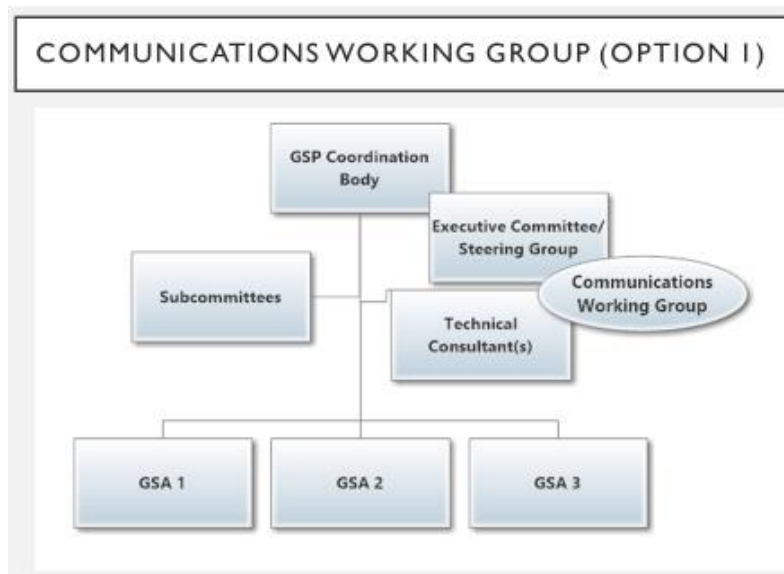 COMMUNICATIONS WORKING GROUP (OPTION 1)
GSP Coordination
Body
Executive Committee/
Steering Group
Communications
Working Group
Subcommittees
Technical
Consultant(s)
GSA 1
GSA 2
GSA 3